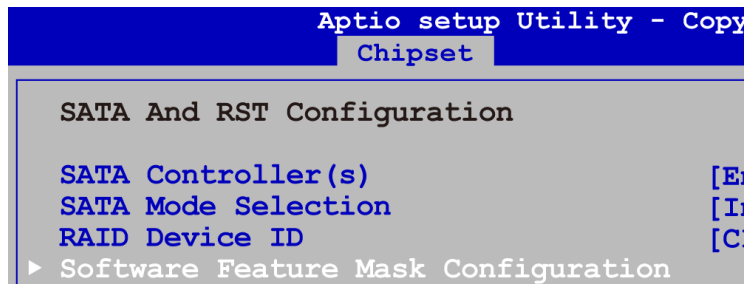 Aptio setup Utility - Copy
Chipset
SATA And RST Configuration
SATA Controller(s) [E
SATA Mode Selection [I
RAID Device ID [C
Software Feature Mask Configuration